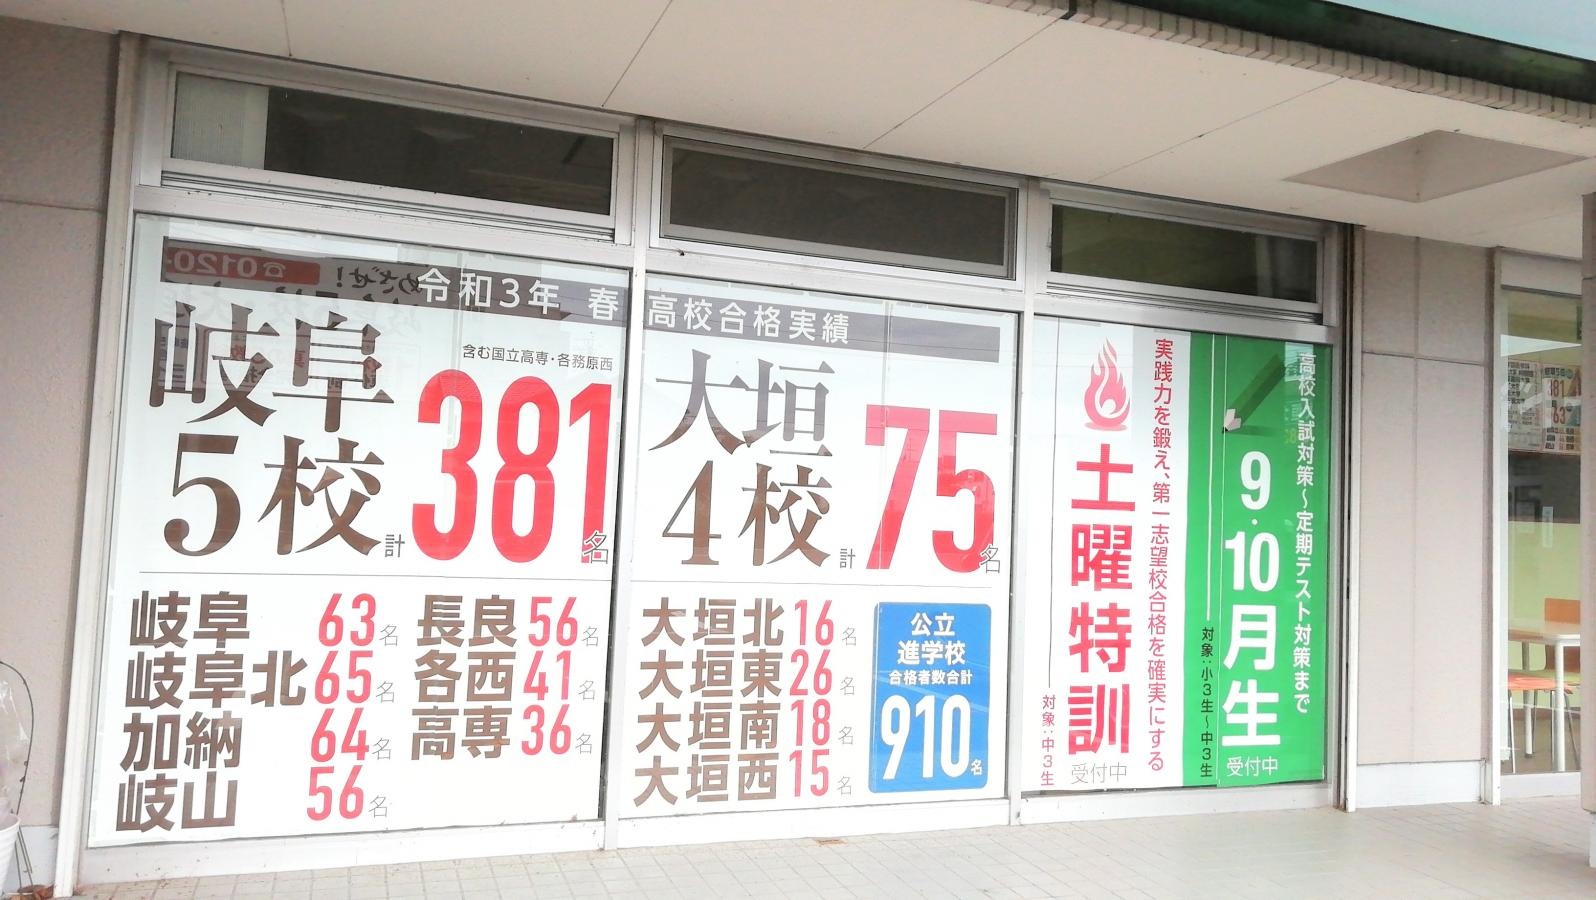 令和3年 春 高校合格実績
岐阜
5校
含む国立高専・各務原西
計381名
岐阜 63名
岐阜北 65名
加納 64名
岐山 56名
長良 56名
各西 41名
高専 36名
大垣
4校
計75名
大垣北 16名
大垣東 26名
大垣南 18名
大垣西 15名
公立
進学校
合格者数合計
910名
実践力を鍛え、第一志望校合格を確実にする
土曜特訓
受付中
対象:中3生
高校入試対策〜定期テスト対策まで
9・10月生
受付中
対象:小3生〜中3生
☎0120
めざせ!